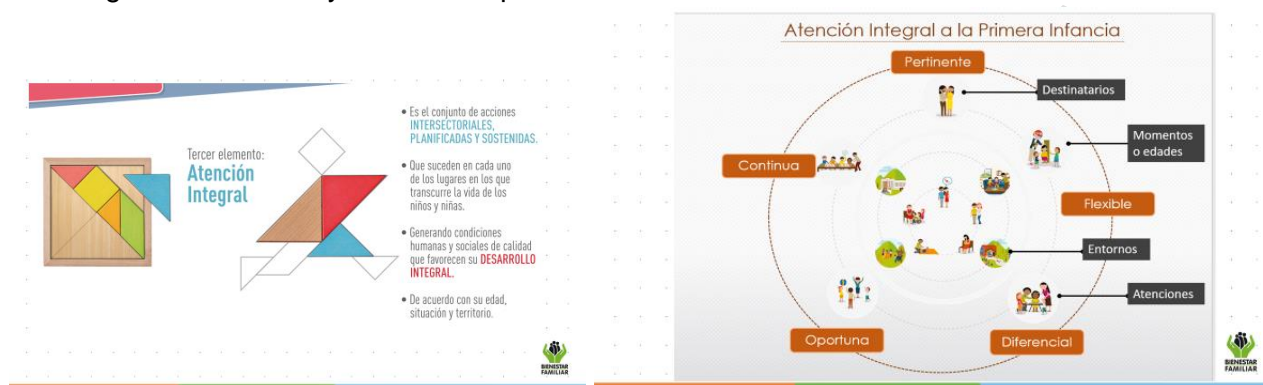 Tercer elemento:
Atención
Integral
• Es el conjunto de acciones
INTERSECTORIALES,
PLANIFICADAS Y SOSTENIDAS.
• Que suceden en cada uno
de los lugares en los que
transcurre la vida de los
niños y niñas.
• Generando condiciones
humanas y sociales de calidad
que favorecen su DESARROLLO
INTEGRAL.
• De acuerdo con su edad,
situación y territorio.
BIENESTAR
FAMILIAR
Atención Integral a la Primera Infancia
Pertinente
Destinatarios
Momentos
o edades
Continua
Flexible
Entornos
Atenciones
Oportuna
Diferencial
BIENESTAR
FAMILIAR